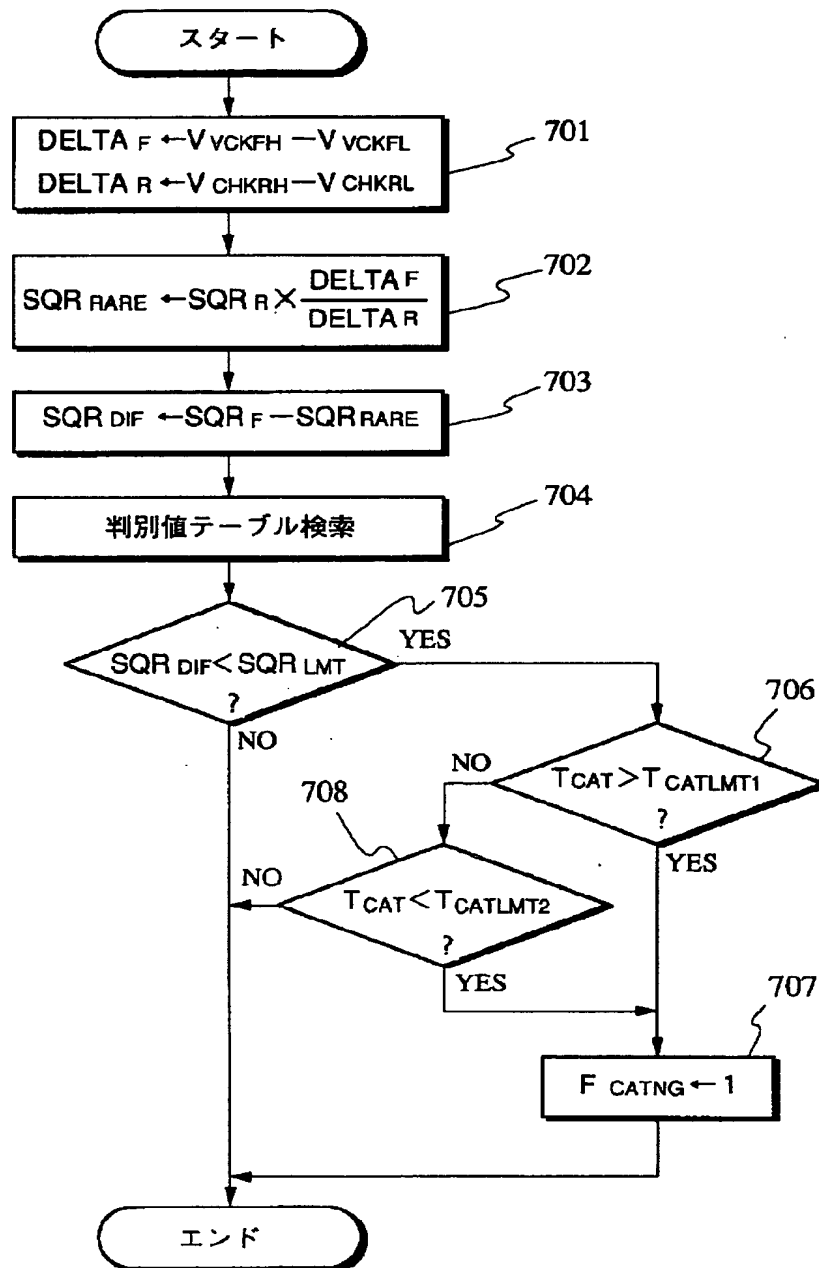 スタート
701
DELTA F ←V VCKFH －V VCKFL
DELTA R ←V CHKRH－V CHKRL
702
SQR RARE ←SQR R × DELTA F
DELTA R
703
SQR DIF ←SQR F －SQR RARE
704
判別値テーブル検索
705
YES
SQR DIF＜SQR LMT
?
NO
706
NO
T CAT＞T CATLMT1
?
YES
708
NO
T CAT＜T CATLMT2
?
YES
707
F CATNG ←1
エンド